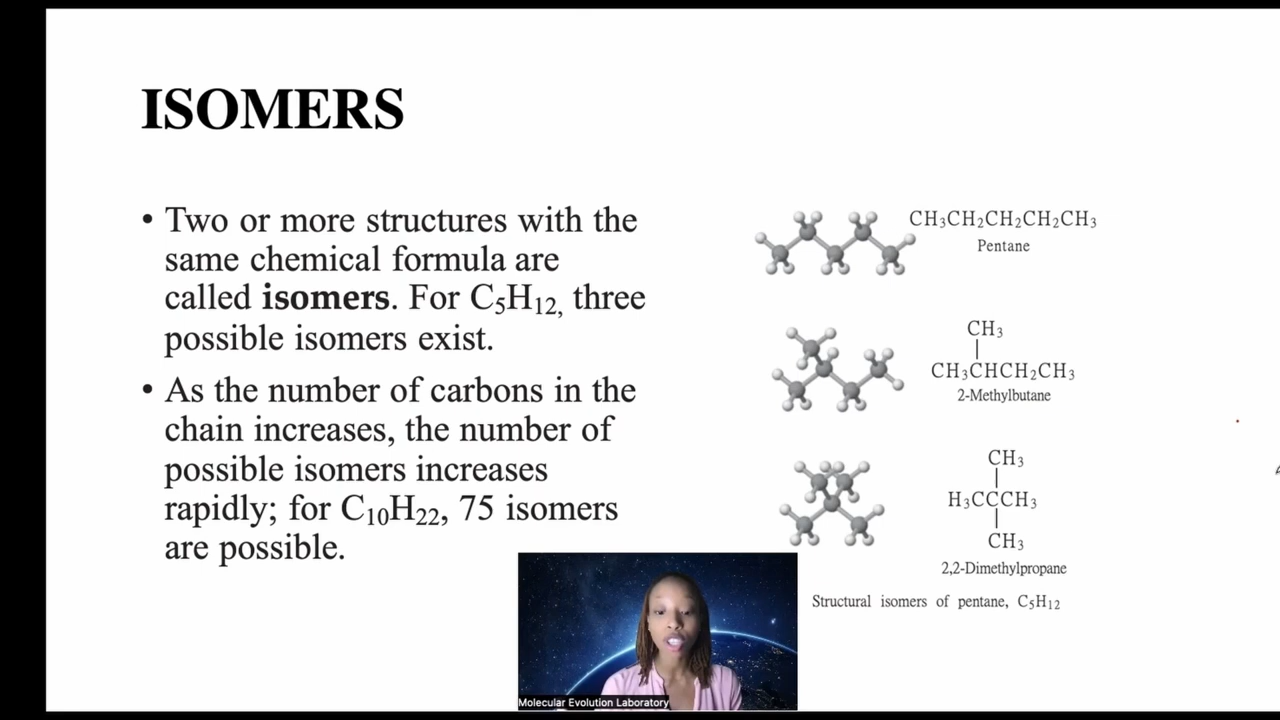 ISOMERS
• Two or more structures with the
same chemical formula are
called isomers. For C₅H₁₂, three
possible isomers exist.
• As the number of carbons in the
chain increases, the number of
possible isomers increases
rapidly; for C₁₀H₂₂, 75 isomers
are possible.
CH₃CH₂CH₂CH₂CH₃
Pentane
CH₃
CH₃CHCH₂CH₃
2-Methylbutane
CH₃
H₃CCCH₃
CH₃
2,2-Dimethylpropane
Structural isomers of pentane, C₅H₁₂
Molecular Evolution Laboratory